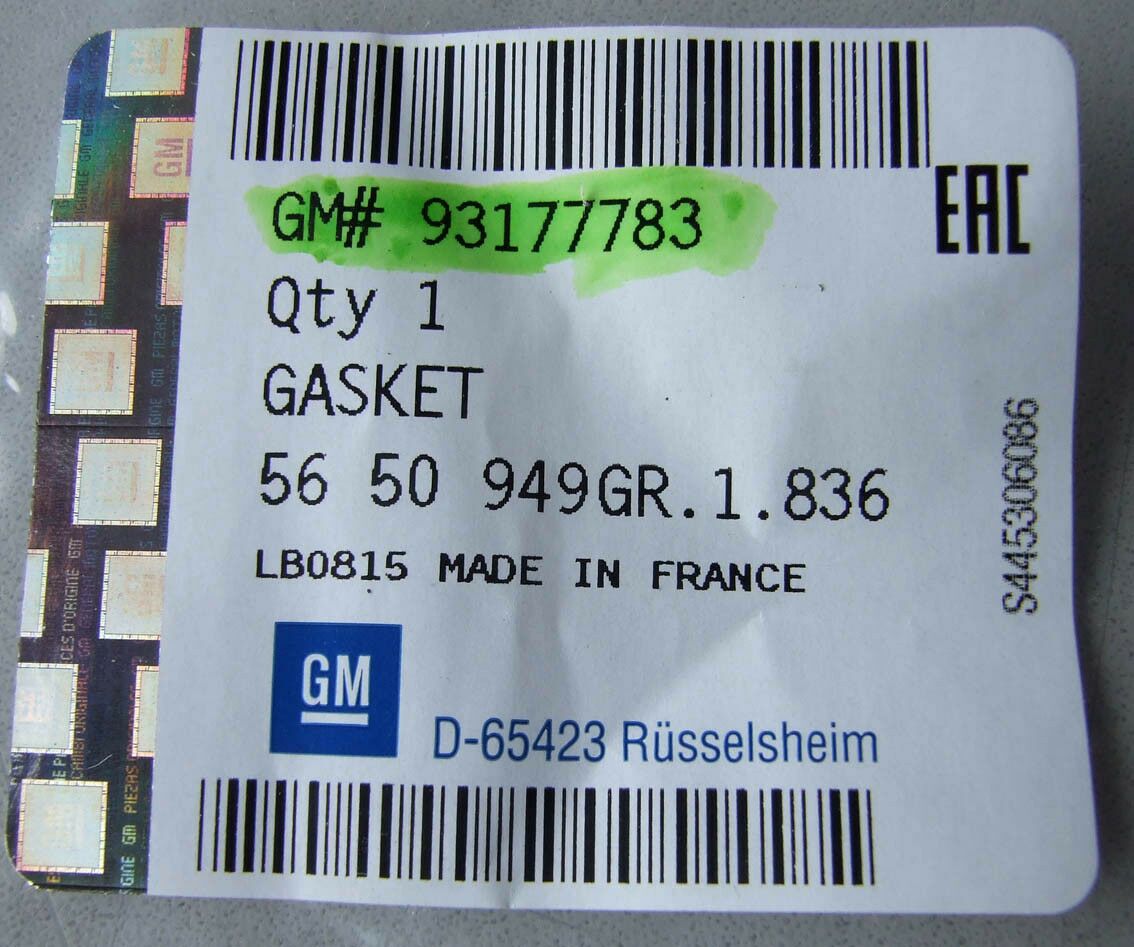 GM# 93177783
EAC
Qty 1
GASKET
56 50 949GR.1.836
LB0815 MADE IN FRANCE
S445306086
GM
D-65423 Rüsselsheim